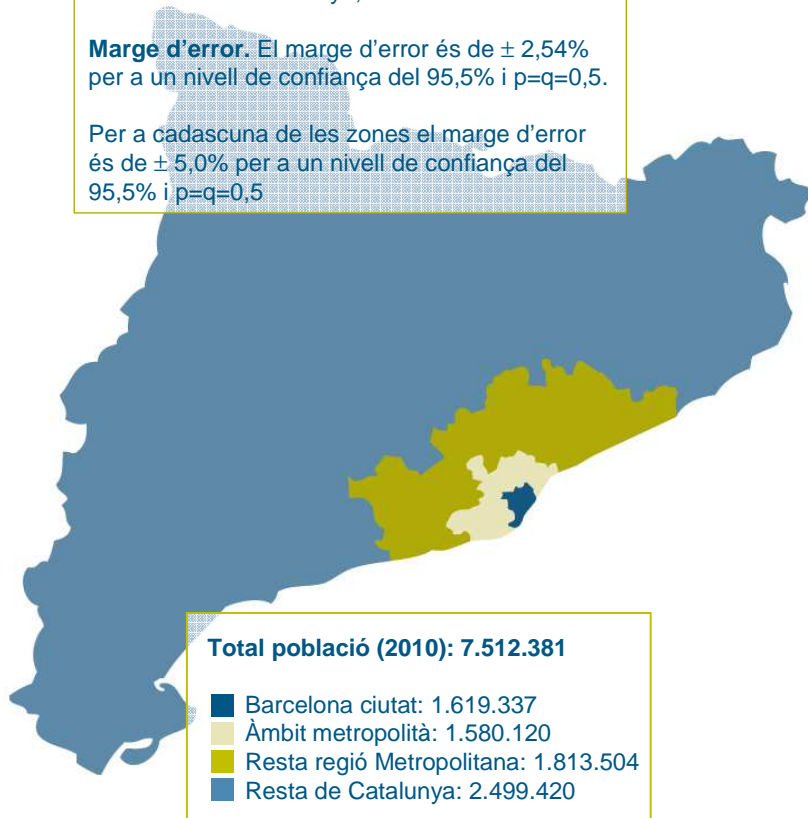 Marge d'error. El marge d'error és de ± 2,54%
per a un nivell de confiança del 95,5% i p=q=0,5.
Per a cadascuna de les zones el marge d'error
és de ± 5,0% per a un nivell de confiança del
95,5% i p=q=0,5
Total població (2010): 7.512.381
Barcelona ciutat: 1.619.337
Àmbit metropolità: 1.580.120
Resta regió Metropolitana: 1.813.504
Resta de Catalunya: 2.499.420